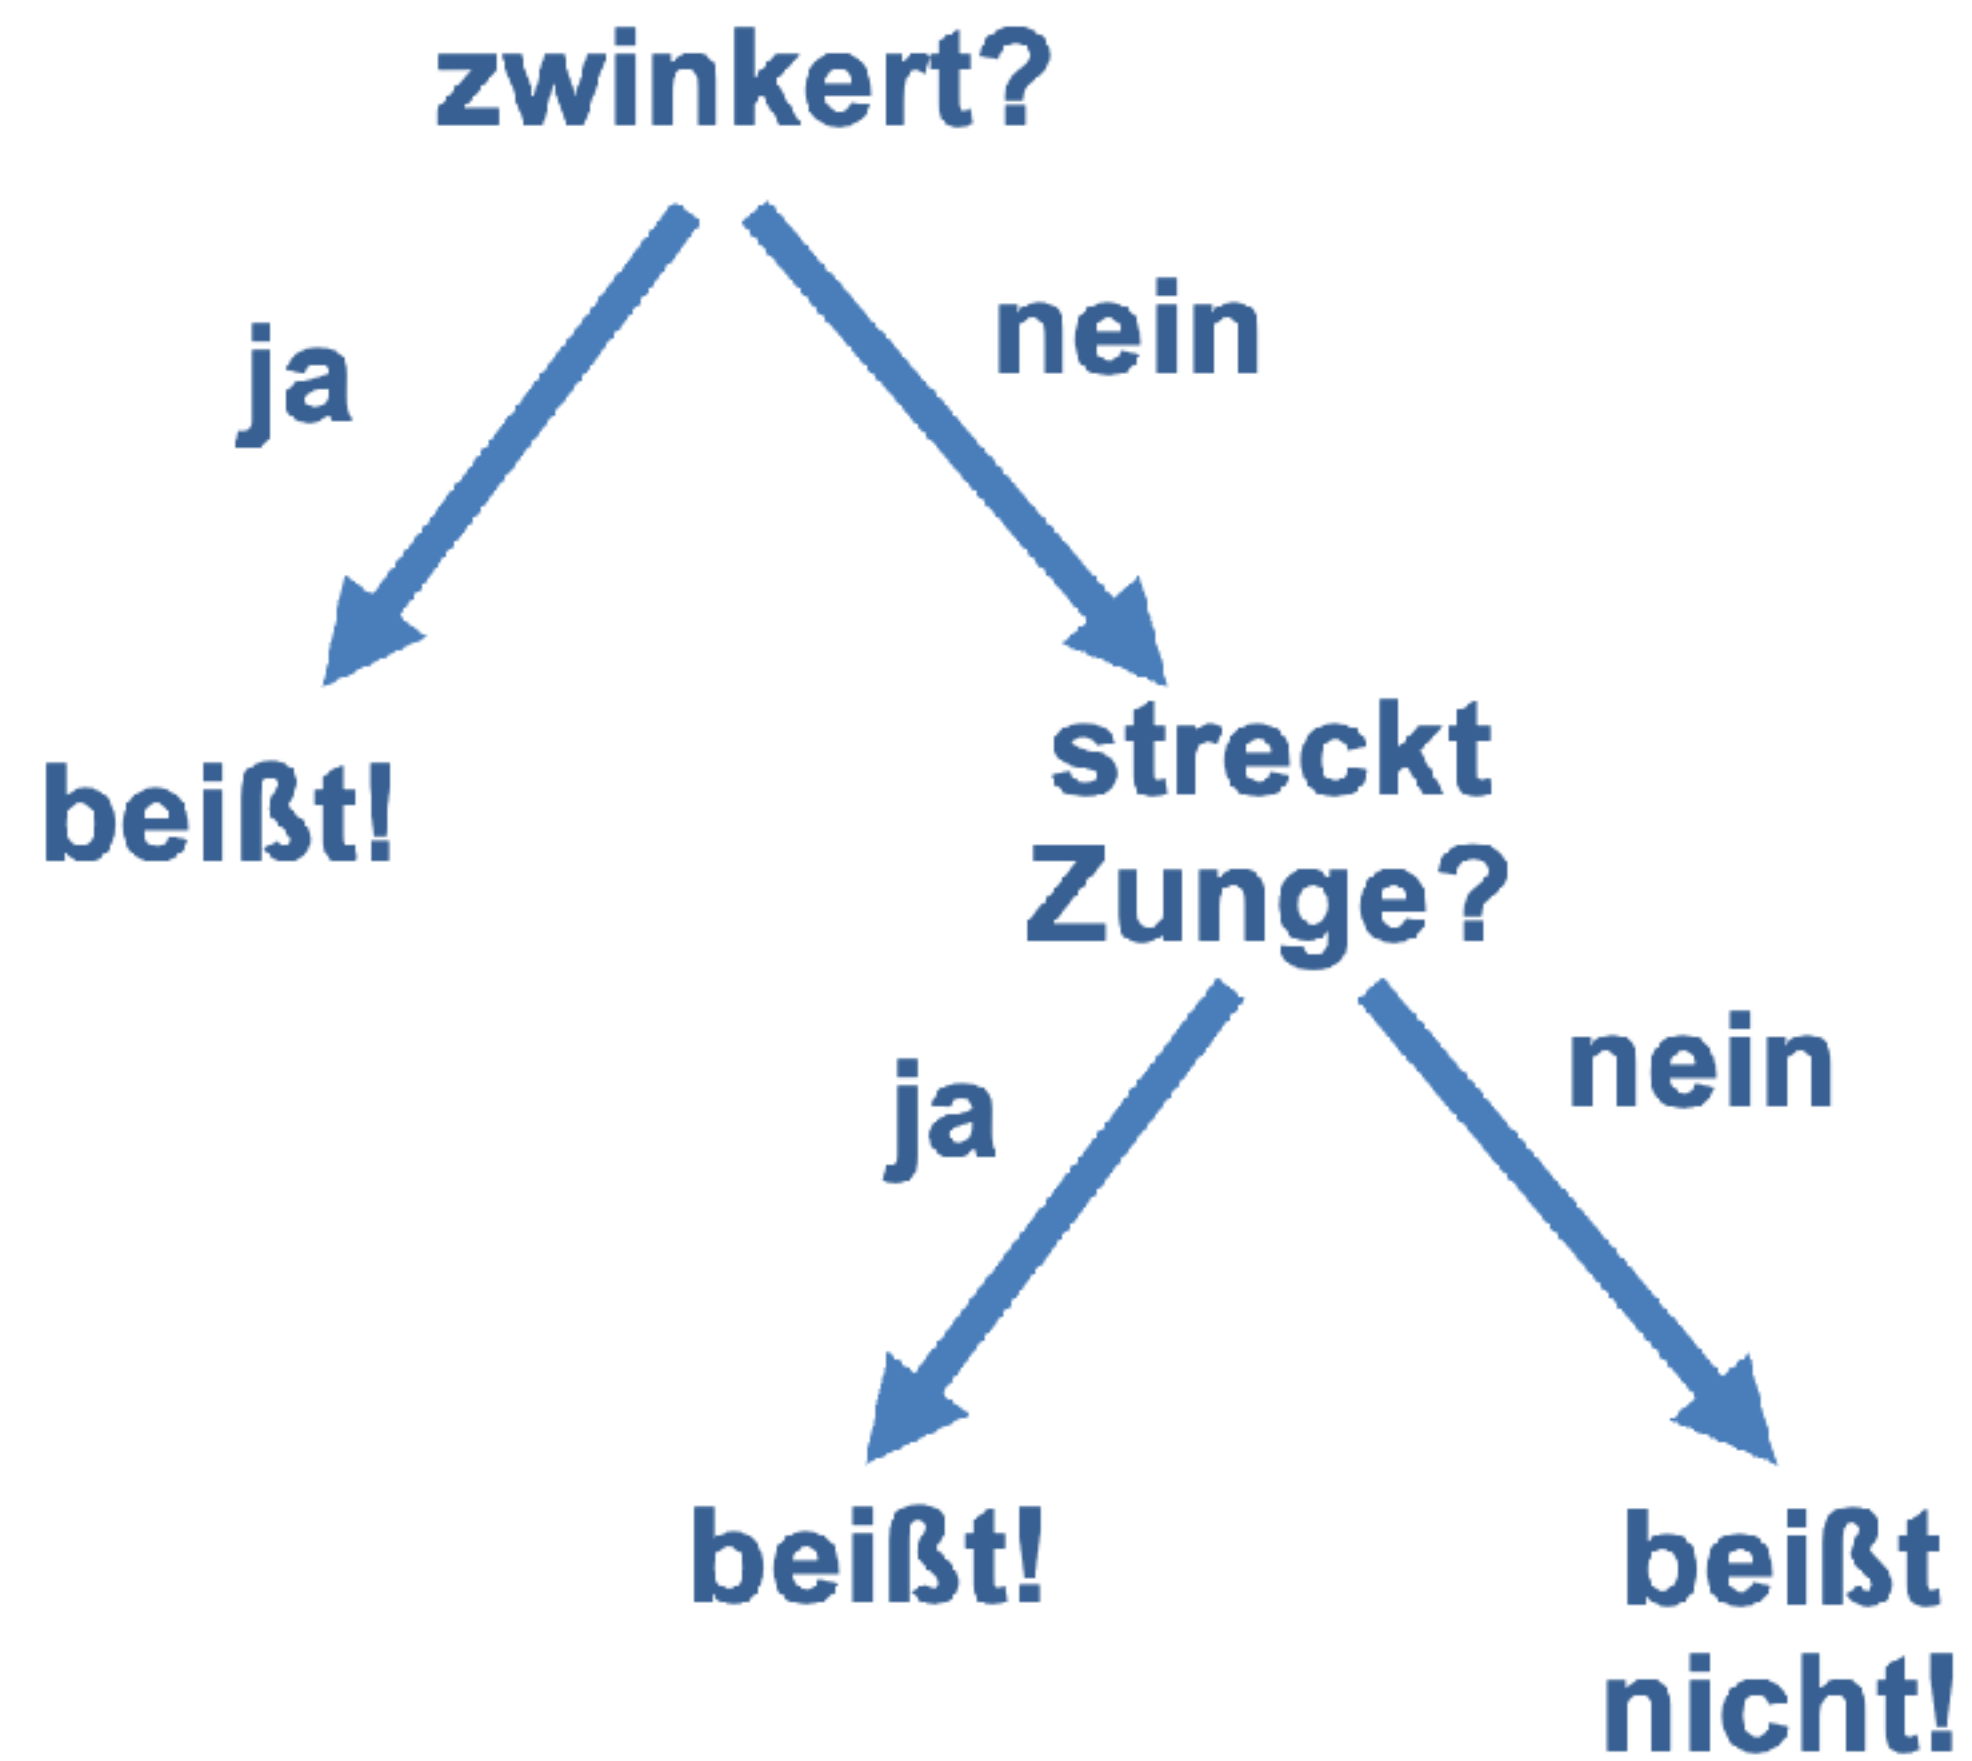 zwinkert?
ja
nein
beißt!
streckt
Zunge?
ja
nein
beißt!
beißt
nicht!